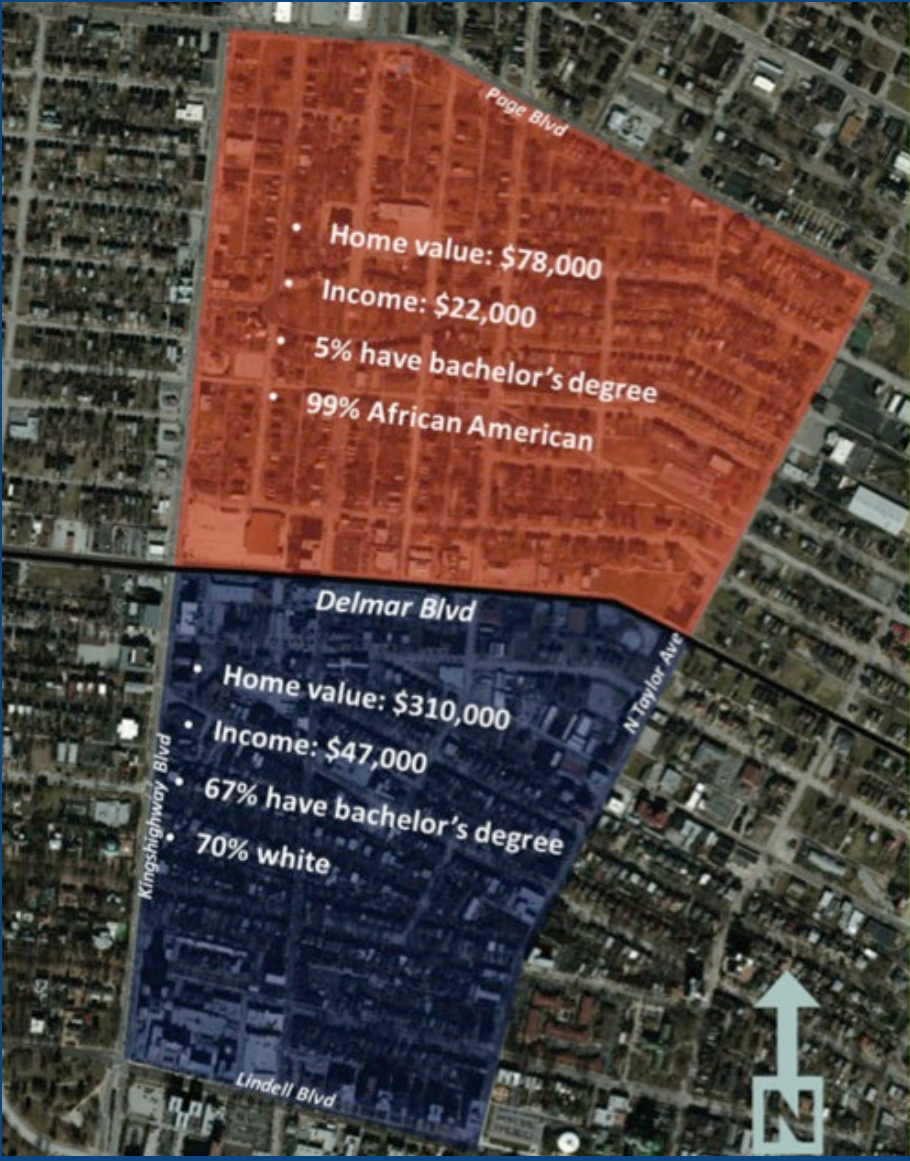 Page Blvd
• Home value: $78,000
• Income: $22,000
• 5% have bachelor's degree
• 99% African American
Delmar Blvd
N Taylor Ave
• Home value: $310,000
• Income: $47,000
• 67% have bachelor's degree
• 70% white
Kingshighway Blvd
Lindell Blvd
N